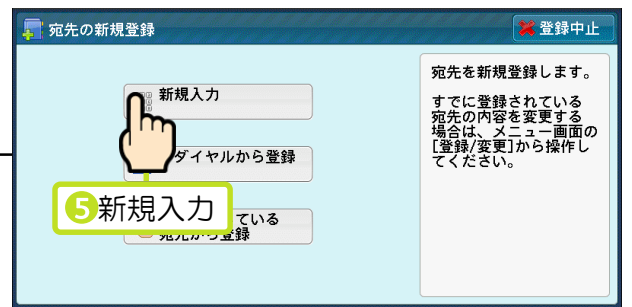 宛先の新規登録
登録中止
新規入力
ダイヤルから登録
ている
宛先から登録
❺新規入力
宛先を新規登録します。
すでに登録されている
宛先の内容を変更する
場合は、メニュー画面の
[登録/変更]から操作し
てください。